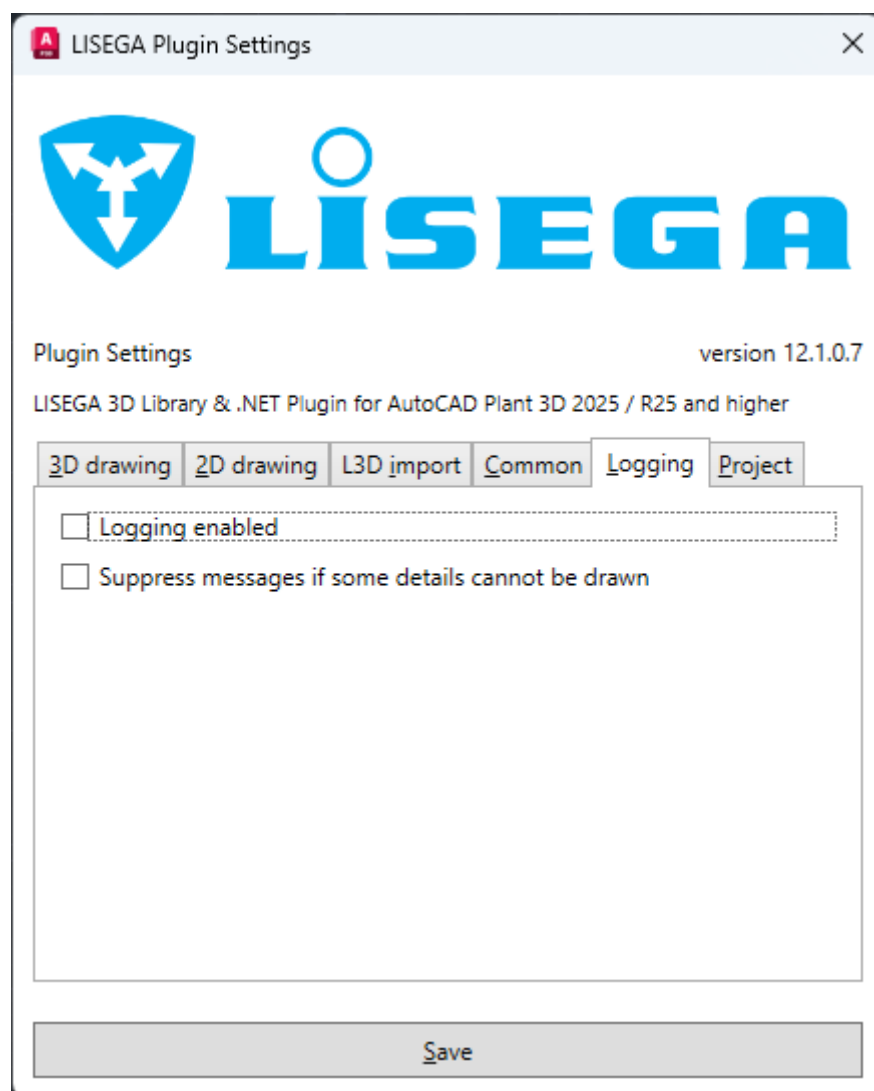 LISEGA Plugin Settings
LISEGA
Plugin Settings version 12.1.0.7
LISEGA 3D Library & .NET Plugin for AutoCAD Plant 3D 2025 / R25 and higher
3D drawing 2D drawing L3D import Common Logging Project
Logging enabled
Suppress messages if some details cannot be drawn
Save